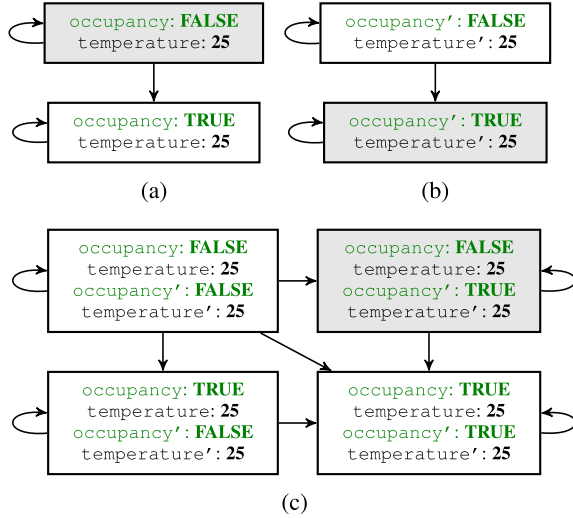 occupancy: FALSE
temperature: 25
occupancy: TRUE
temperature: 25
(a)
occupancy′: FALSE
temperature′: 25
occupancy′: TRUE
temperature′: 25
(b)
occupancy: FALSE
temperature: 25
occupancy′: FALSE
temperature′: 25
occupancy: FALSE
temperature: 25
occupancy′: TRUE
temperature′: 25
occupancy: TRUE
temperature: 25
occupancy′: FALSE
temperature′: 25
occupancy: TRUE
temperature: 25
occupancy′: TRUE
temperature′: 25
(c)